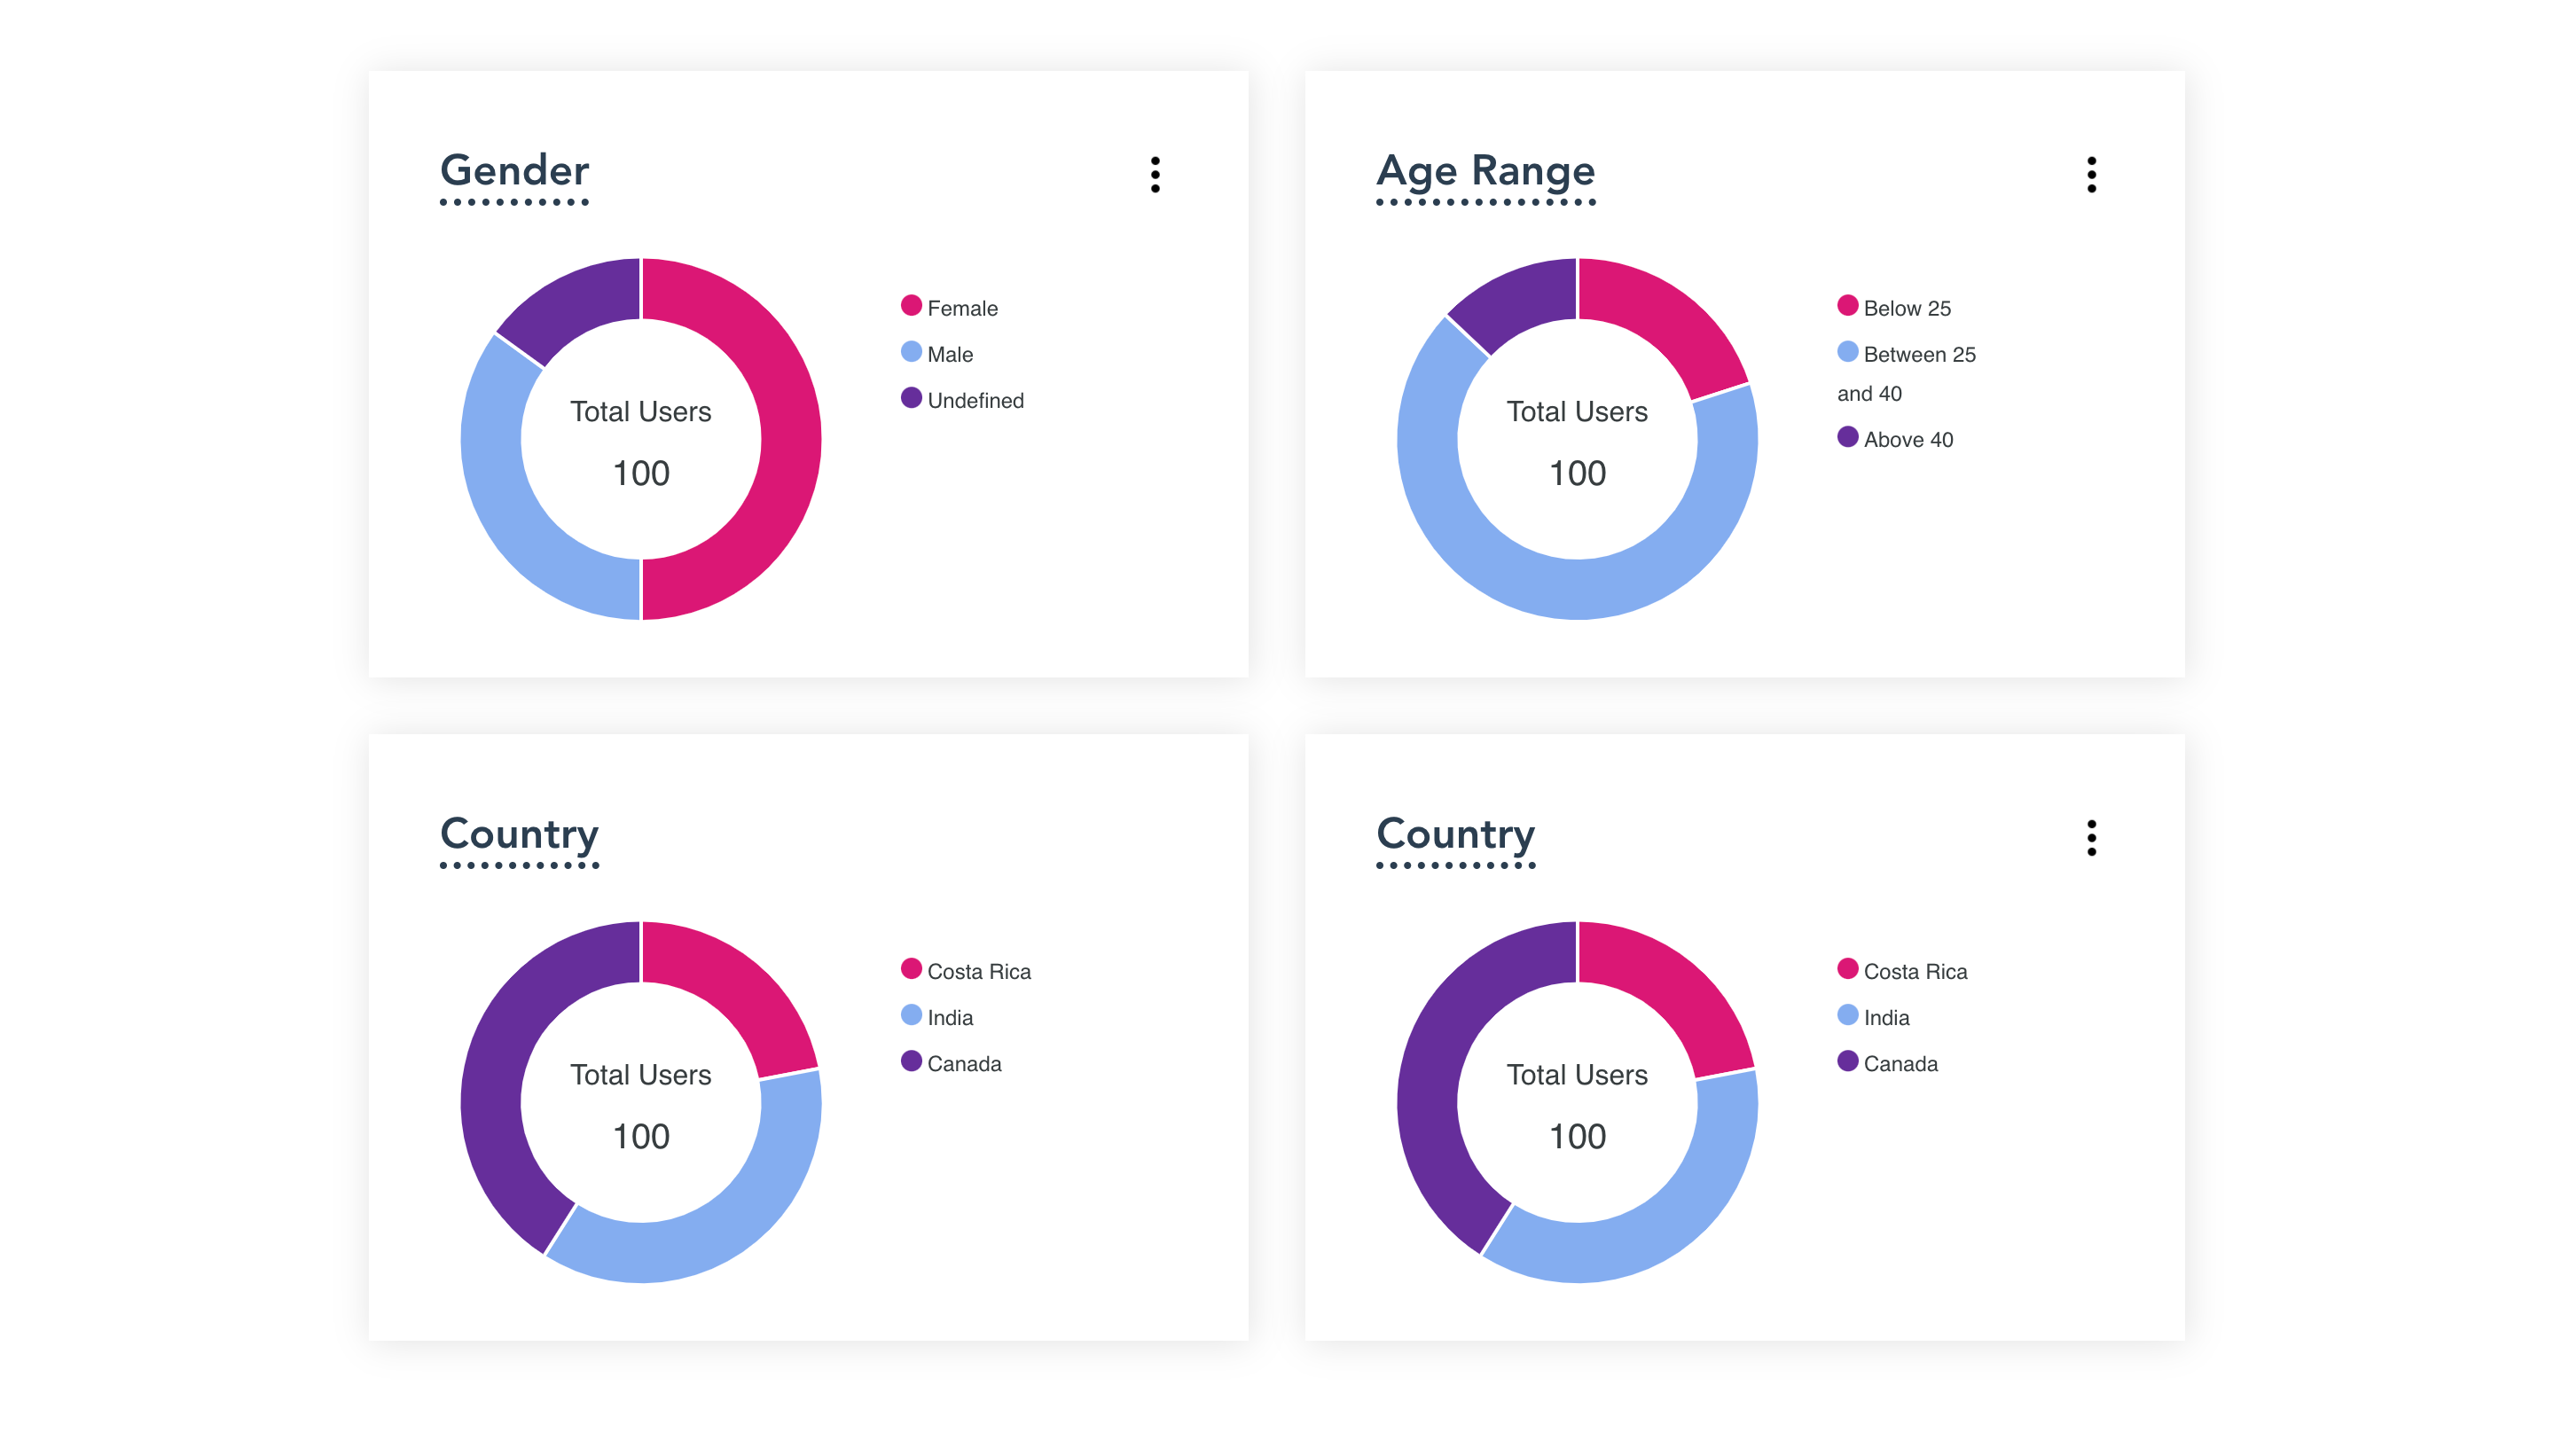 Gender
Total Users
100
Female
Male
Undefined
Age Range
Total Users
100
Below 25
Between 25
and 40
Above 40
Country
Total Users
100
Costa Rica
India
Canada
Country
Total Users
100
Costa Rica
India
Canada